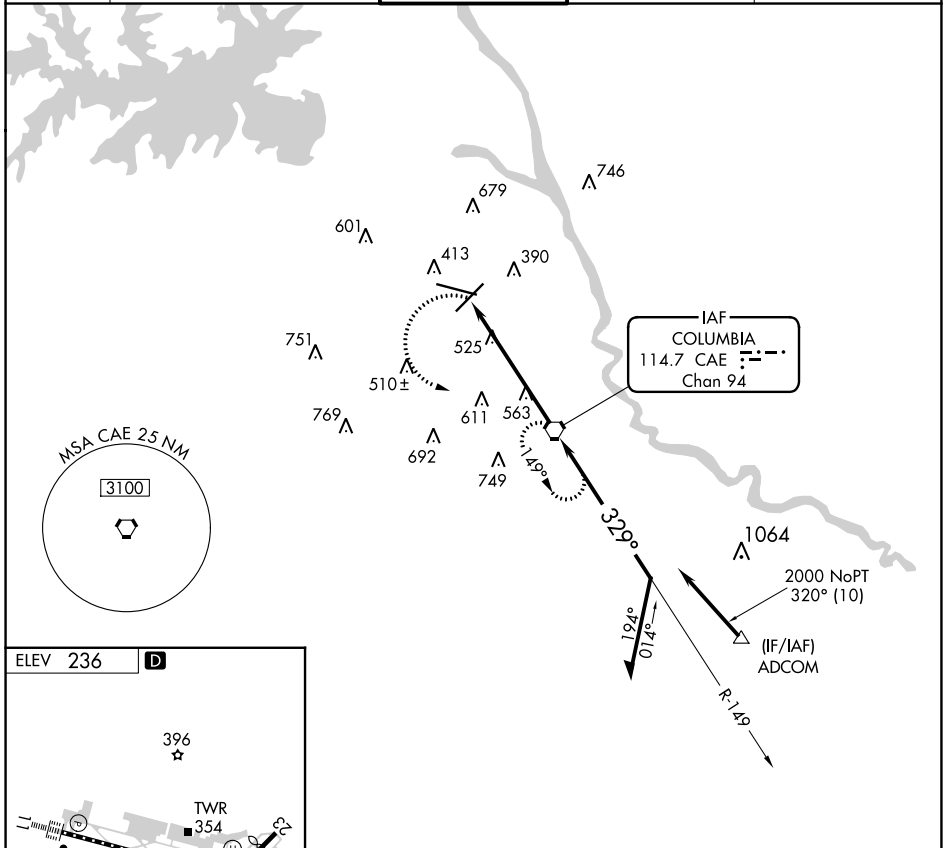 746
679
601
413
390
IAF
COLUMBIA
114.7 CAE
Chan 94
751
525
510±
769
611
563
692
749
149°
MSA CAE 25 NM
3100
329°
1064
2000 NoPT
320° (10)
194°
014°
(IF/IAF)
ADCOM
R-149
ELEV 236 D
396
TWR
354
11
P
23